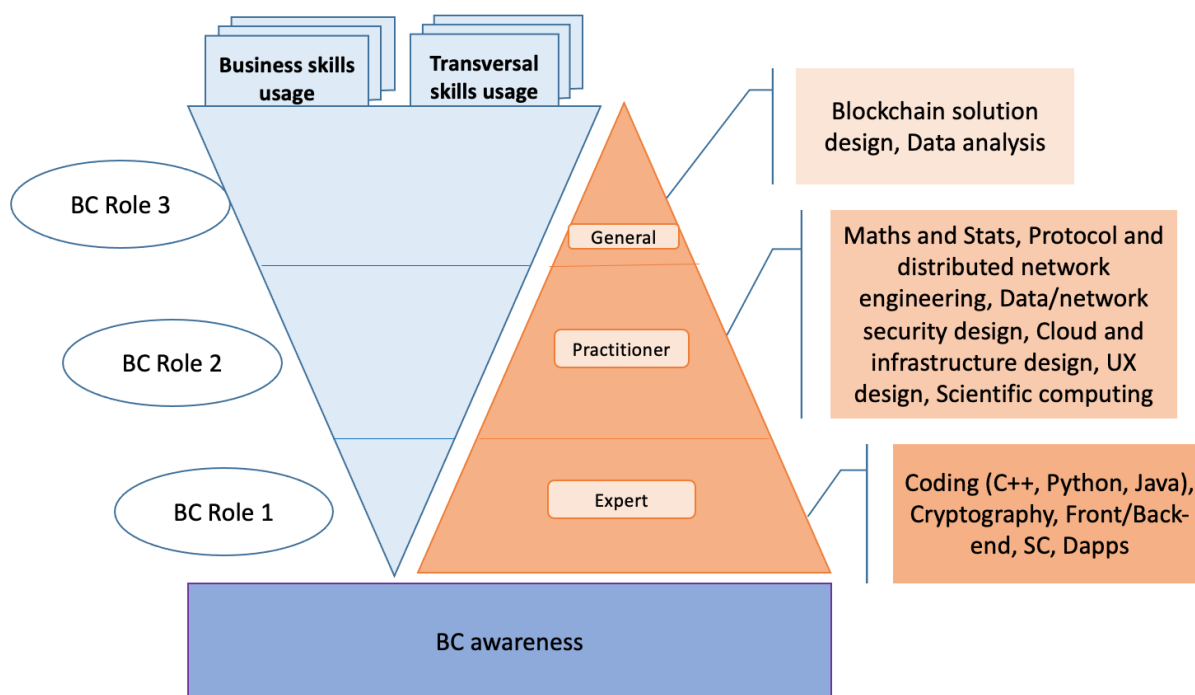 Business skills
usage
Transversal
skills usage
Blockchain solution
design, Data analysis
BC Role 3
General
Maths and Stats, Protocol and
distributed network
engineering, Data/network
security design, Cloud and
infrastructure design, UX
design, Scientific computing
BC Role 2
Practitioner
BC Role 1
Expert
Coding (C++, Python, Java),
Cryptography, Front/Back-
end, SC, Dapps
BC awareness